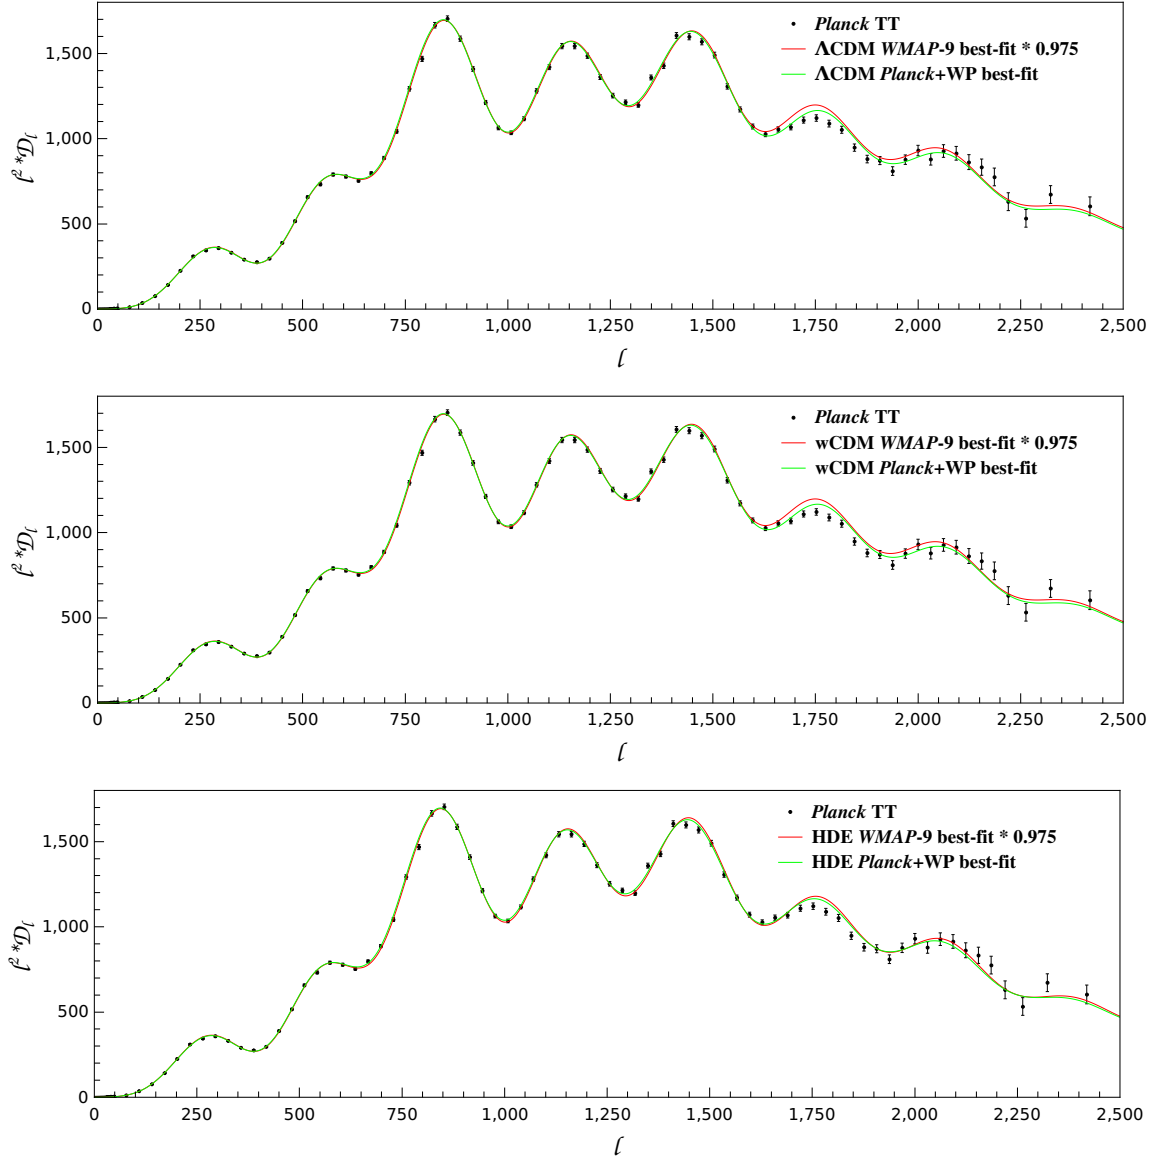 1,500
1,000
500
0
l² * 𝒟ₗ
Planck TT
ΛCDM WMAP-9 best-fit * 0.975
ΛCDM Planck+WP best-fit
0 250 500 750 1,000 1,250 1,500 1,750 2,000 2,250 2,500
l
1,500
1,000
500
0
l² * 𝒟ₗ
Planck TT
wCDM WMAP-9 best-fit * 0.975
wCDM Planck+WP best-fit
0 250 500 750 1,000 1,250 1,500 1,750 2,000 2,250 2,500
l
1,500
1,000
500
0
l² * 𝒟ₗ
Planck TT
HDE WMAP-9 best-fit * 0.975
HDE Planck+WP best-fit
0 250 500 750 1,000 1,250 1,500 1,750 2,000 2,250 2,500
l